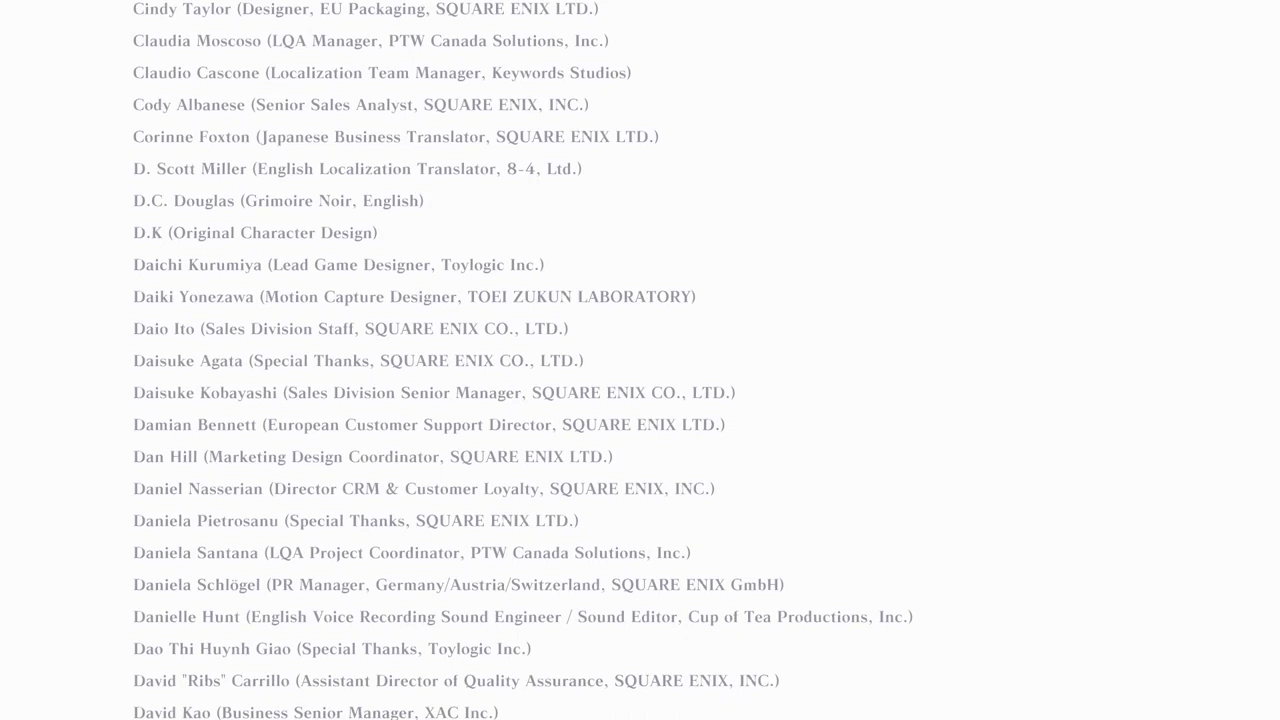 Cindy Taylor (Designer, EU Packaging, SQUARE ENIX LTD.)
Claudia Moscoso (LQA Manager, PTW Canada Solutions, Inc.)
Claudio Cascone (Localization Team Manager, Keywords Studios)
Cody Albanese (Senior Sales Analyst, SQUARE ENIX, INC.)
Corinne Foxton (Japanese Business Translator, SQUARE ENIX LTD.)
D. Scott Miller (English Localization Translator, 8-4, Ltd.)
D.C. Douglas (Grimoire Noir, English)
D.K (Original Character Design)
Daichi Kurumiya (Lead Game Designer, Toylogic Inc.)
Daiki Yonezawa (Motion Capture Designer, TOEI ZUKUN LABORATORY)
Daio Ito (Sales Division Staff, SQUARE ENIX CO., LTD.)
Daisuke Agata (Special Thanks, SQUARE ENIX CO., LTD.)
Daisuke Kobayashi (Sales Division Senior Manager, SQUARE ENIX CO., LTD.)
Damian Bennett (European Customer Support Director, SQUARE ENIX LTD.)
Dan Hill (Marketing Design Coordinator, SQUARE ENIX LTD.)
Daniel Nasserian (Director CRM & Customer Loyalty, SQUARE ENIX, INC.)
Daniela Pietrosanu (Special Thanks, SQUARE ENIX LTD.)
Daniela Santana (LQA Project Coordinator, PTW Canada Solutions, Inc.)
Daniela Schlögel (PR Manager, Germany/Austria/Switzerland, SQUARE ENIX GmbH)
Danielle Hunt (English Voice Recording Sound Engineer / Sound Editor, Cup of Tea Productions, Inc.)
Dao Thi Huynh Giao (Special Thanks, Toylogic Inc.)
David "Ribs" Carrillo (Assistant Director of Quality Assurance, SQUARE ENIX, INC.)
David Kao (Business Senior Manager, XAC Inc.)